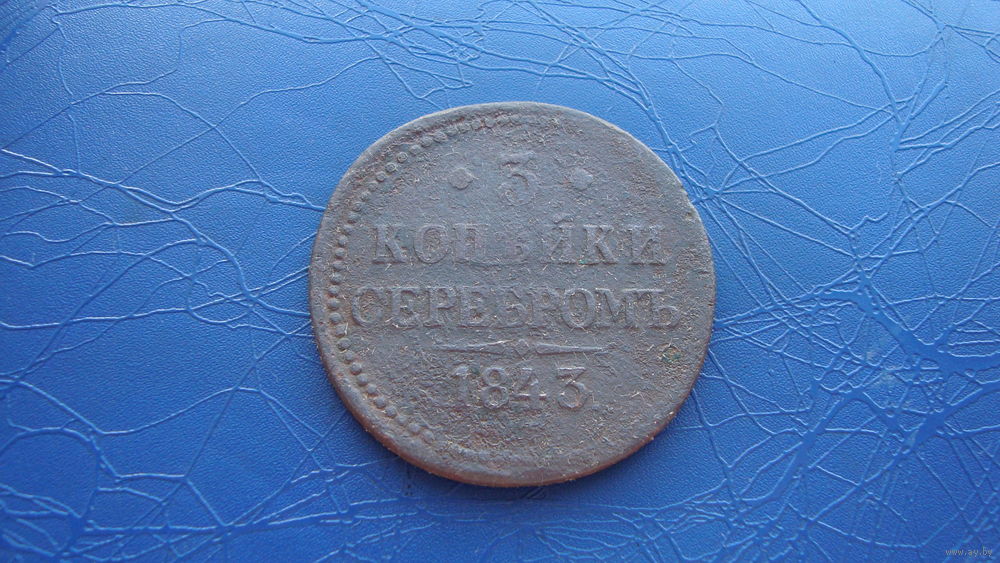 · 3 ·
КОПѢЙКИ
СЕРЕБРОМЪ
1843.
www.ay.by